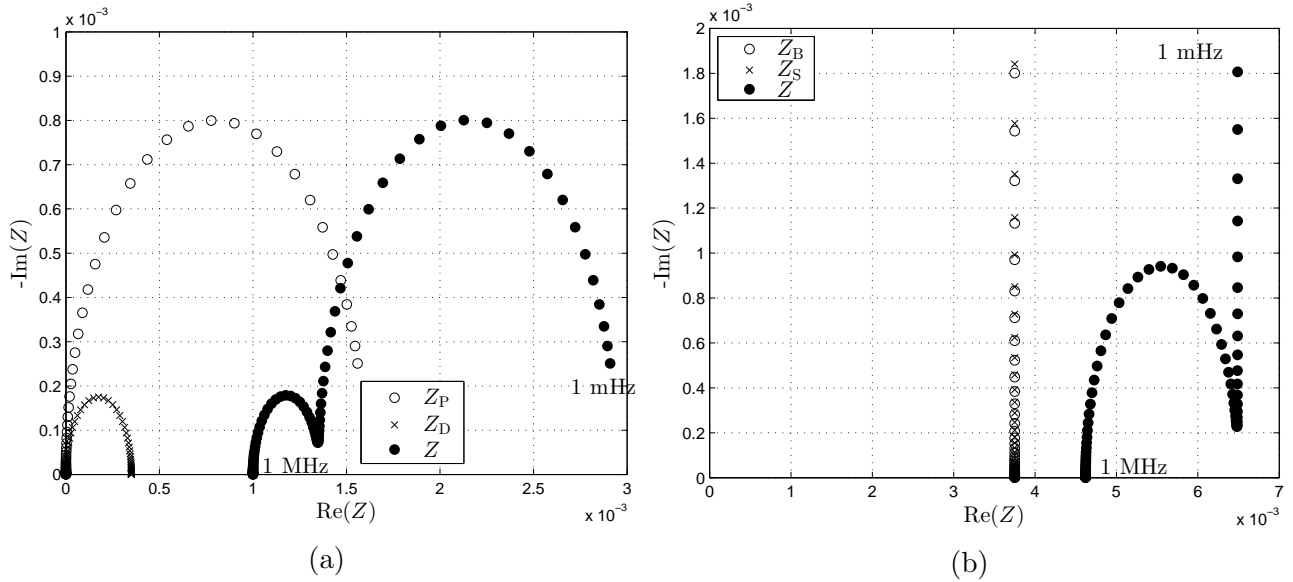 x 10⁻³
1
0.9
0.8
0.7
0.6
0.5
0.4
0.3
0.2
0.1
0
-Im(Z)
0 0.5 1 1.5 2 2.5 3
x 10⁻³
Re(Z)
1 MHz
1 mHz
Z_P
Z_D
Z
(a)
x 10⁻³
2
1.8
1.6
1.4
1.2
1
0.8
0.6
0.4
0.2
0
-Im(Z)
Z_B
Z_S
Z
1 mHz
1 MHz
0 1 2 3 4 5 6 7
Re(Z)
x 10⁻³
(b)